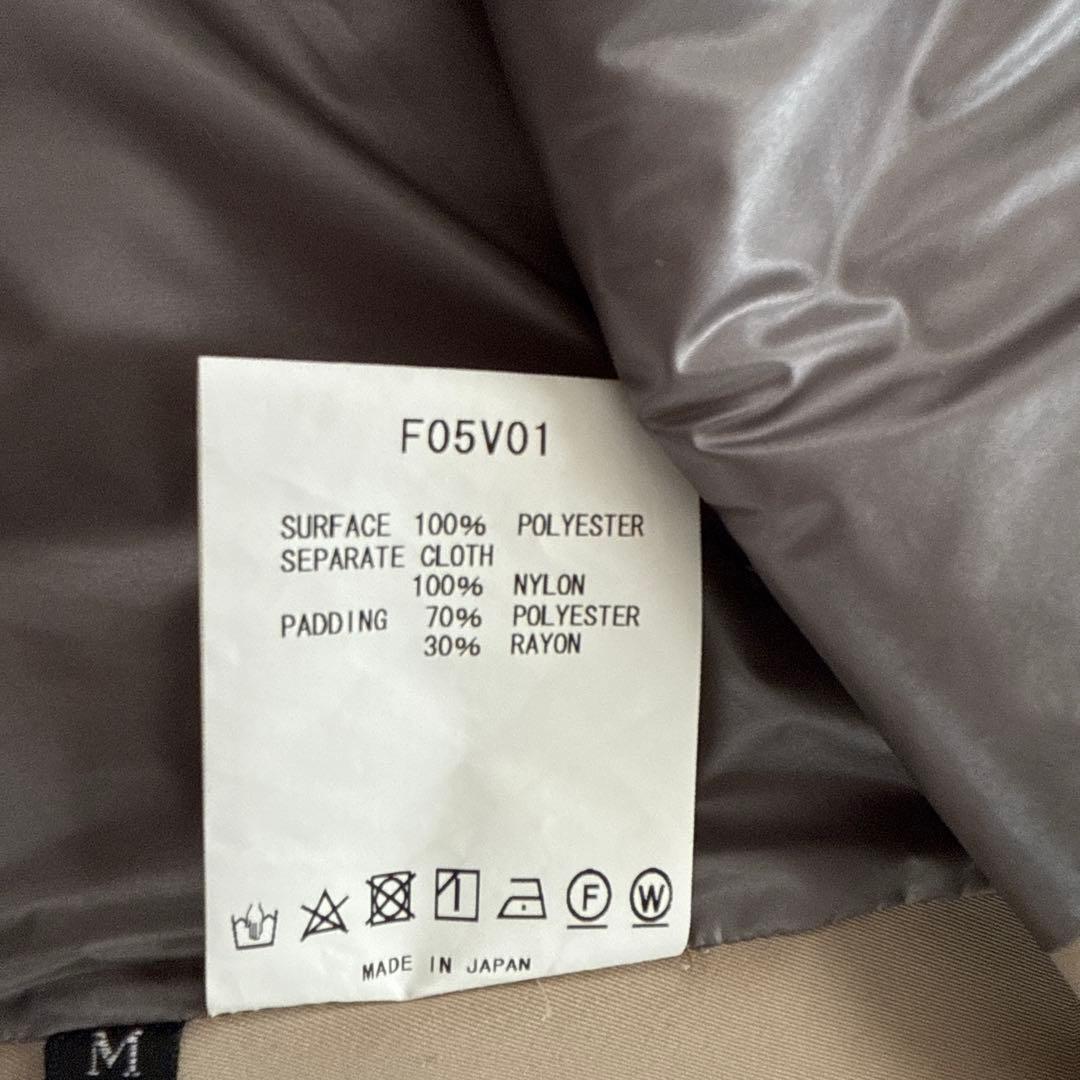 F05V01
SURFACE 100% POLYESTER
SEPARATE CLOTH
100% NYLON
PADDING 70% POLYESTER
30% RAYON
F W
MADE IN JAPAN
M